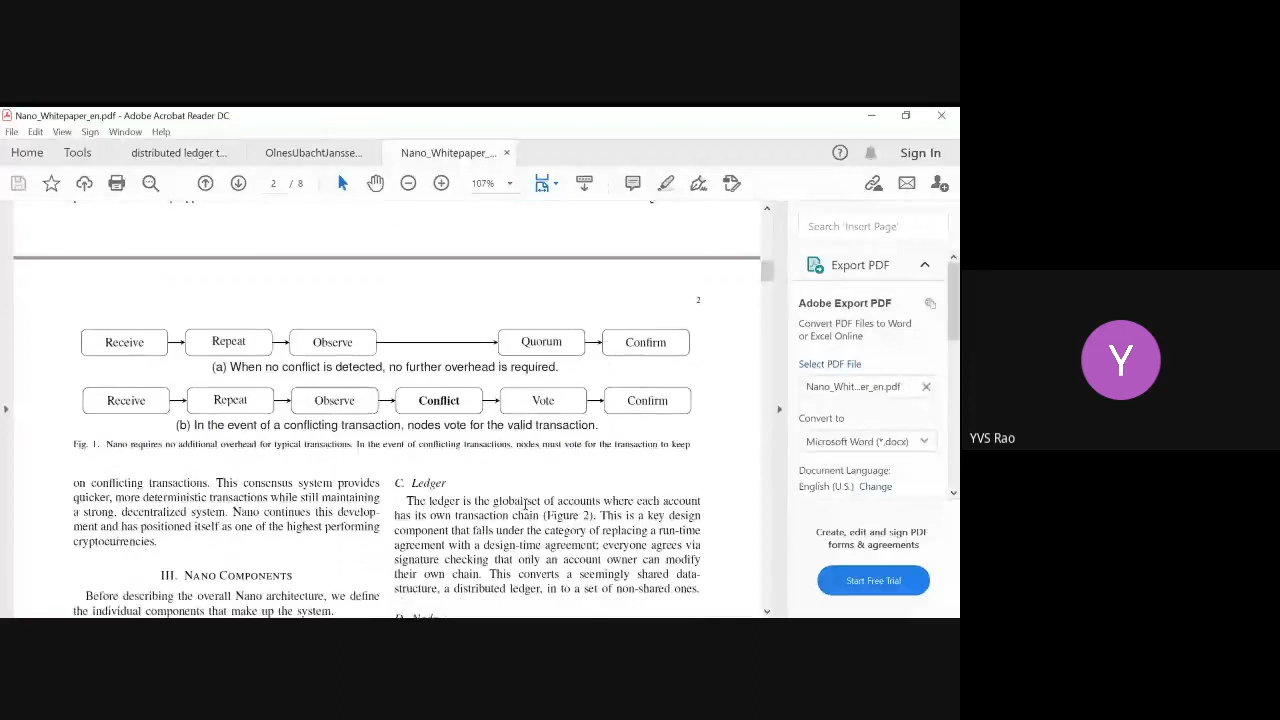 Nano_Whitepaper_en.pdf - Adobe Acrobat Reader DC
File Edit View Sign Window Help
Home Tools distributed ledger t... OlnesUbachtJansse... Nano_Whitepaper_... × Sign In
2 / 8 107%
Search 'Insert Page'
Export PDF
Adobe Export PDF
Convert PDF Files to Word
or Excel Online
Select PDF File
Nano_Whit...er_en.pdf
Convert to
Microsoft Word (*.docx)
Document Language:
English (U.S.) Change
Create, edit and sign PDF
forms & agreements
Start Free Trial
2
Receive Repeat Observe Quorum Confirm
(a) When no conflict is detected, no further overhead is required.
Receive Repeat Observe Conflict Vote Confirm
(b) In the event of a conflicting transaction, nodes vote for the valid transaction.
Fig. 1. Nano requires no additional overhead for typical transactions. In the event of conflicting transactions, nodes must vote for the transaction to keep
on conflicting transactions. This consensus system provides
quicker, more deterministic transactions while still maintaining
a strong, decentralized system. Nano continues this develop-
ment and has positioned itself as one of the highest performing
cryptocurrencies.
III. NANO COMPONENTS
Before describing the overall Nano architecture, we define
the individual components that make up the system.
C. Ledger
The ledger is the global set of accounts where each account
has its own transaction chain (Figure 2). This is a key design
component that falls under the category of replacing a run-time
agreement with a design-time agreement; everyone agrees via
signature checking that only an account owner can modify
their own chain. This converts a seemingly shared data-
structure, a distributed ledger, in to a set of non-shared ones.
Y
YVS Rao